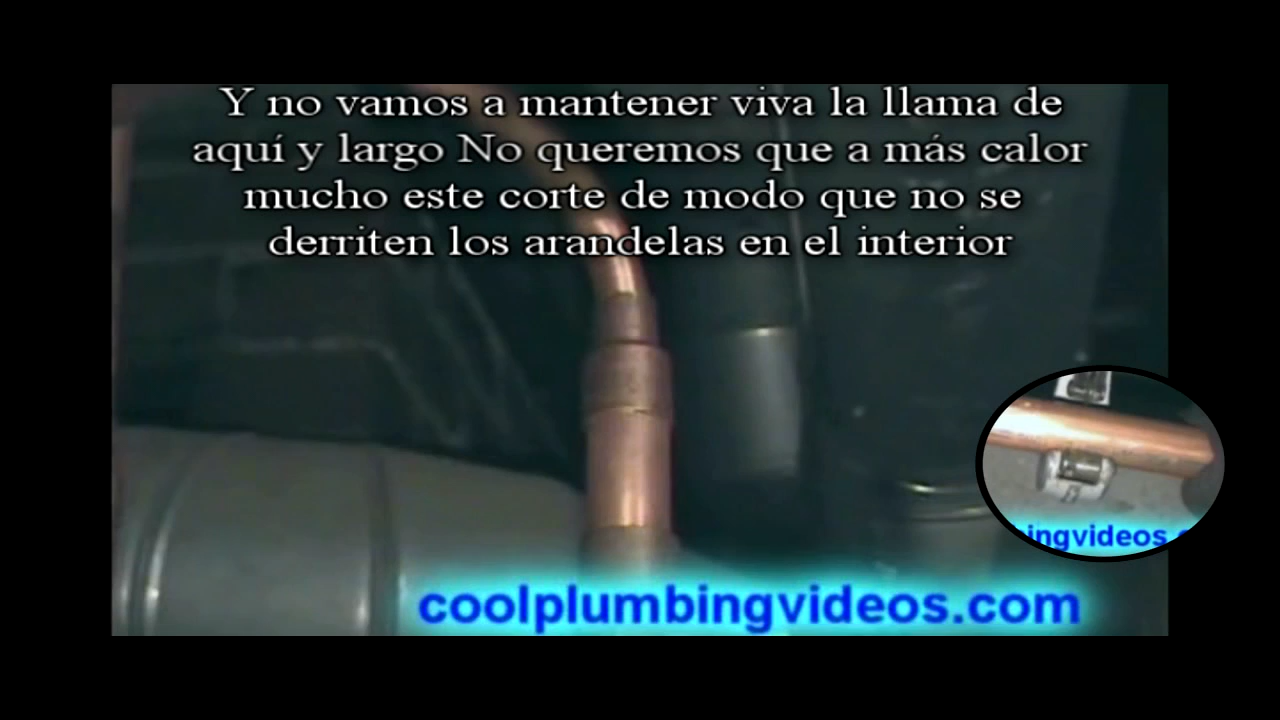 Y no vamos a mantener viva la llama de
aquí y largo No queremos que a más calor
mucho este corte de modo que no se
derriten los arandelas en el interior
coolplumbingvideos.com
ingvideos.